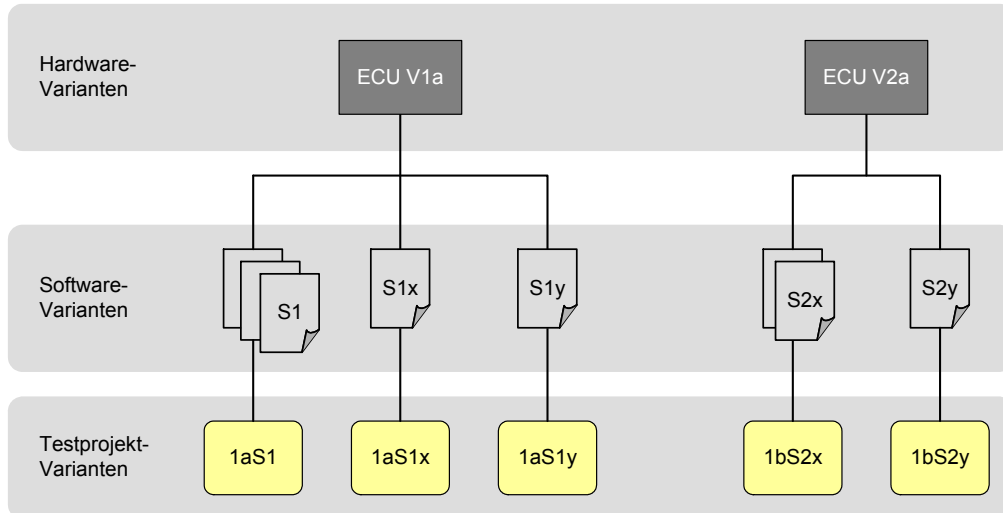 Hardware-
Varianten
ECU V1a
ECU V2a
Software-
Varianten
S1
S1x
S1y
S2x
S2y
Testprojekt-
Varianten
1aS1
1aS1x
1aS1y
1bS2x
1bS2y